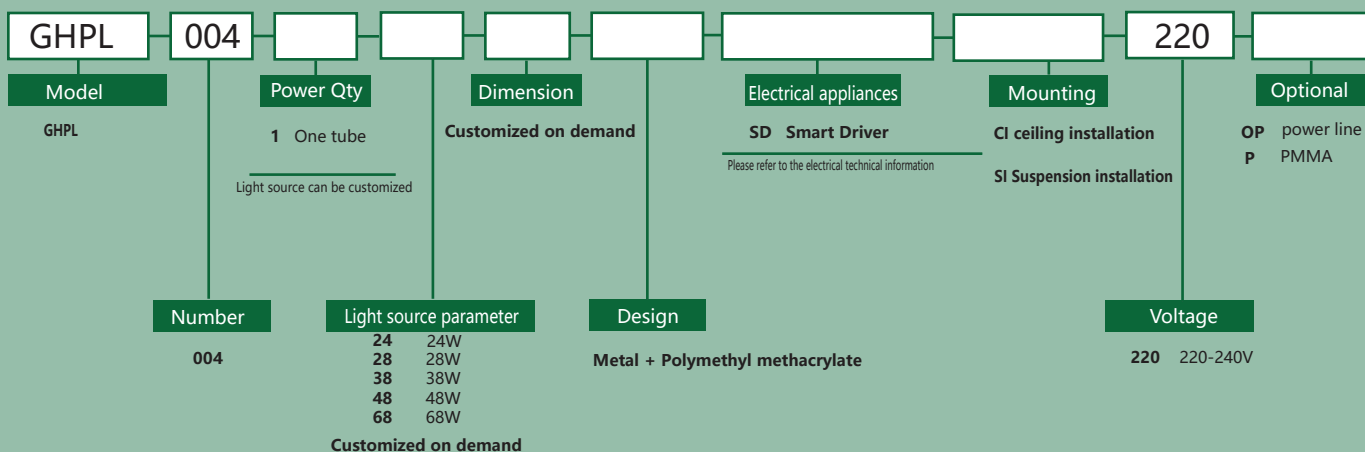 GHPL 004 220
Model Power Qty Dimension Electrical appliances Mounting Optional
GHPL
1 One tube
Light source can be customized
Customized on demand
SD Smart Driver
Please refer to the electrical technical information
CI ceiling installation
SI Suspension installation
OP power line
P PMMA
Number Light source parameter Design Voltage
004
24 24W
28 28W
38 38W
48 48W
68 68W
Customized on demand
Metal + Polymethyl methacrylate
220 220-240V